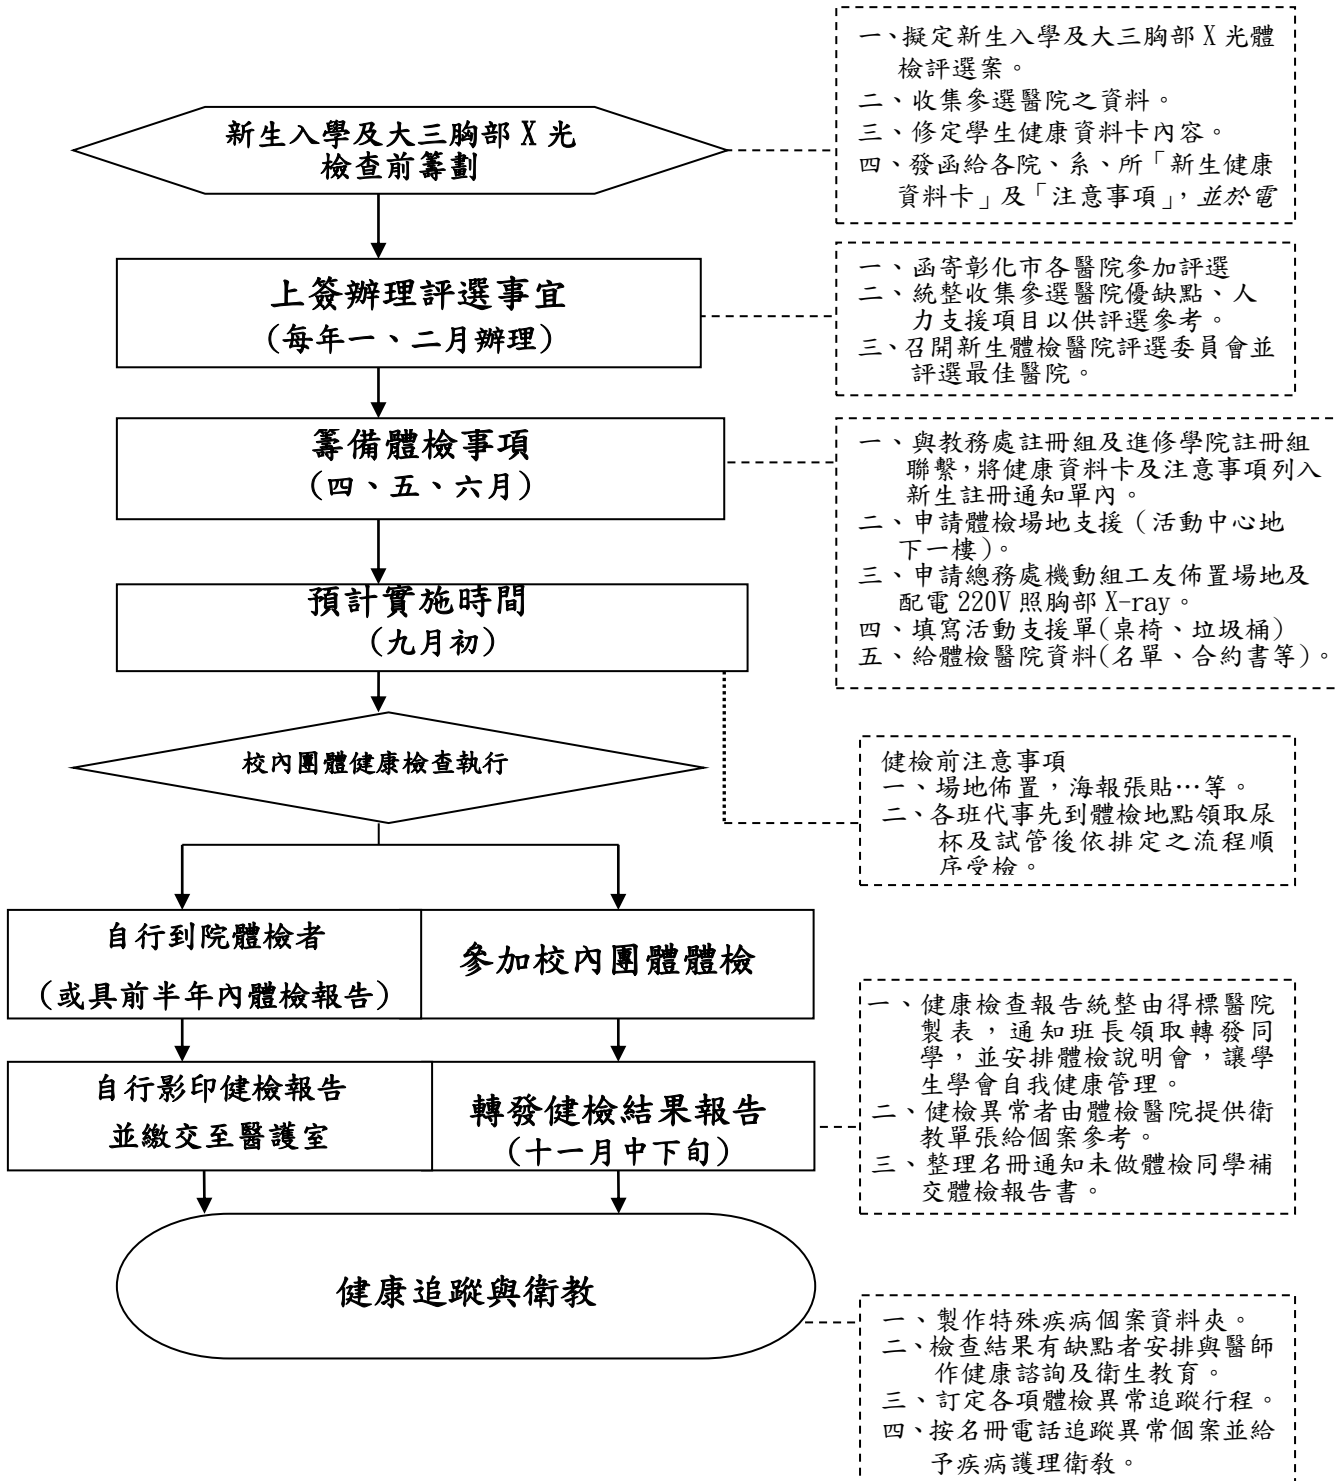 一、擬定新生入學及大三胸部 X 光體
檢評選案。
二、收集參選醫院之資料。
三、修定學生健康資料卡內容。
四、發函給各院、系、所「新生健康
資料卡」及「注意事項」，並於電
新生入學及大三胸部 X 光
檢查前籌劃
上簽辦理評選事宜
(每年一、二月辦理)
一、函寄彰化市各醫院參加評選
二、統整收集參選醫院優缺點、人
力支援項目以供評選參考。
三、召開新生體檢醫院評選委員會並
評選最佳醫院。
籌備體檢事項
(四、五、六月)
一、與教務處註冊組及進修學院註冊組
聯繫，將健康資料卡及注意事項列入
新生註冊通知單內。
二、申請體檢場地支援（活動中心地
下一樓）。
三、申請總務處機動組工友佈置場地及
配電 220V 照胸部 X-ray。
四、填寫活動支援單(桌椅、垃圾桶)
五、給體檢醫院資料(名單、合約書等)。
預計實施時間
(九月初)
校內團體健康檢查執行
健檢前注意事項
一、場地佈置，海報張貼…等。
二、各班代事先到體檢地點領取尿
杯及試管後依排定之流程順
序受檢。
自行到院體檢者
(或具前半年內體檢報告)
參加校內團體體檢
自行影印健檢報告
並繳交至醫護室
轉發健檢結果報告
(十一月中下旬)
一、健康檢查報告統整由得標醫院
製表，通知班長領取轉發同
學，並安排體檢說明會，讓學
生學會自我健康管理。
二、健檢異常者由體檢醫院提供衛
教單張給個案參考。
三、整理名冊通知未做體檢同學補
交體檢報告書。
健康追蹤與衛教
一、製作特殊疾病個案資料夾。
二、檢查結果有缺點者安排與醫師
作健康諮詢及衛生教育。
三、訂定各項體檢異常追蹤行程。
四、按名冊電話追蹤異常個案並給
予疾病護理衛教。